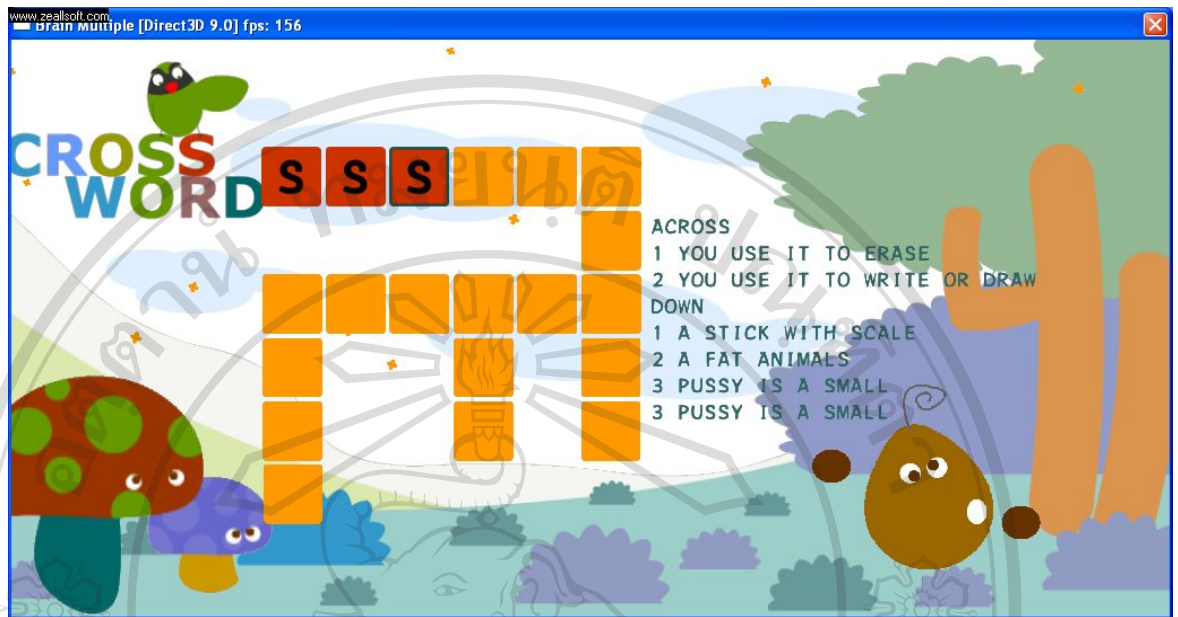 www.zeallsoft.com
Brain Multiple [Direct3D 9.0] fps: 156
CROSS
WORD
S S S
ACROSS
1 YOU USE IT TO ERASE
2 YOU USE IT TO WRITE OR DRAW
DOWN
1 A STICK WITH SCALE
2 A FAT ANIMALS
3 PUSSY IS A SMALL
3 PUSSY IS A SMALL